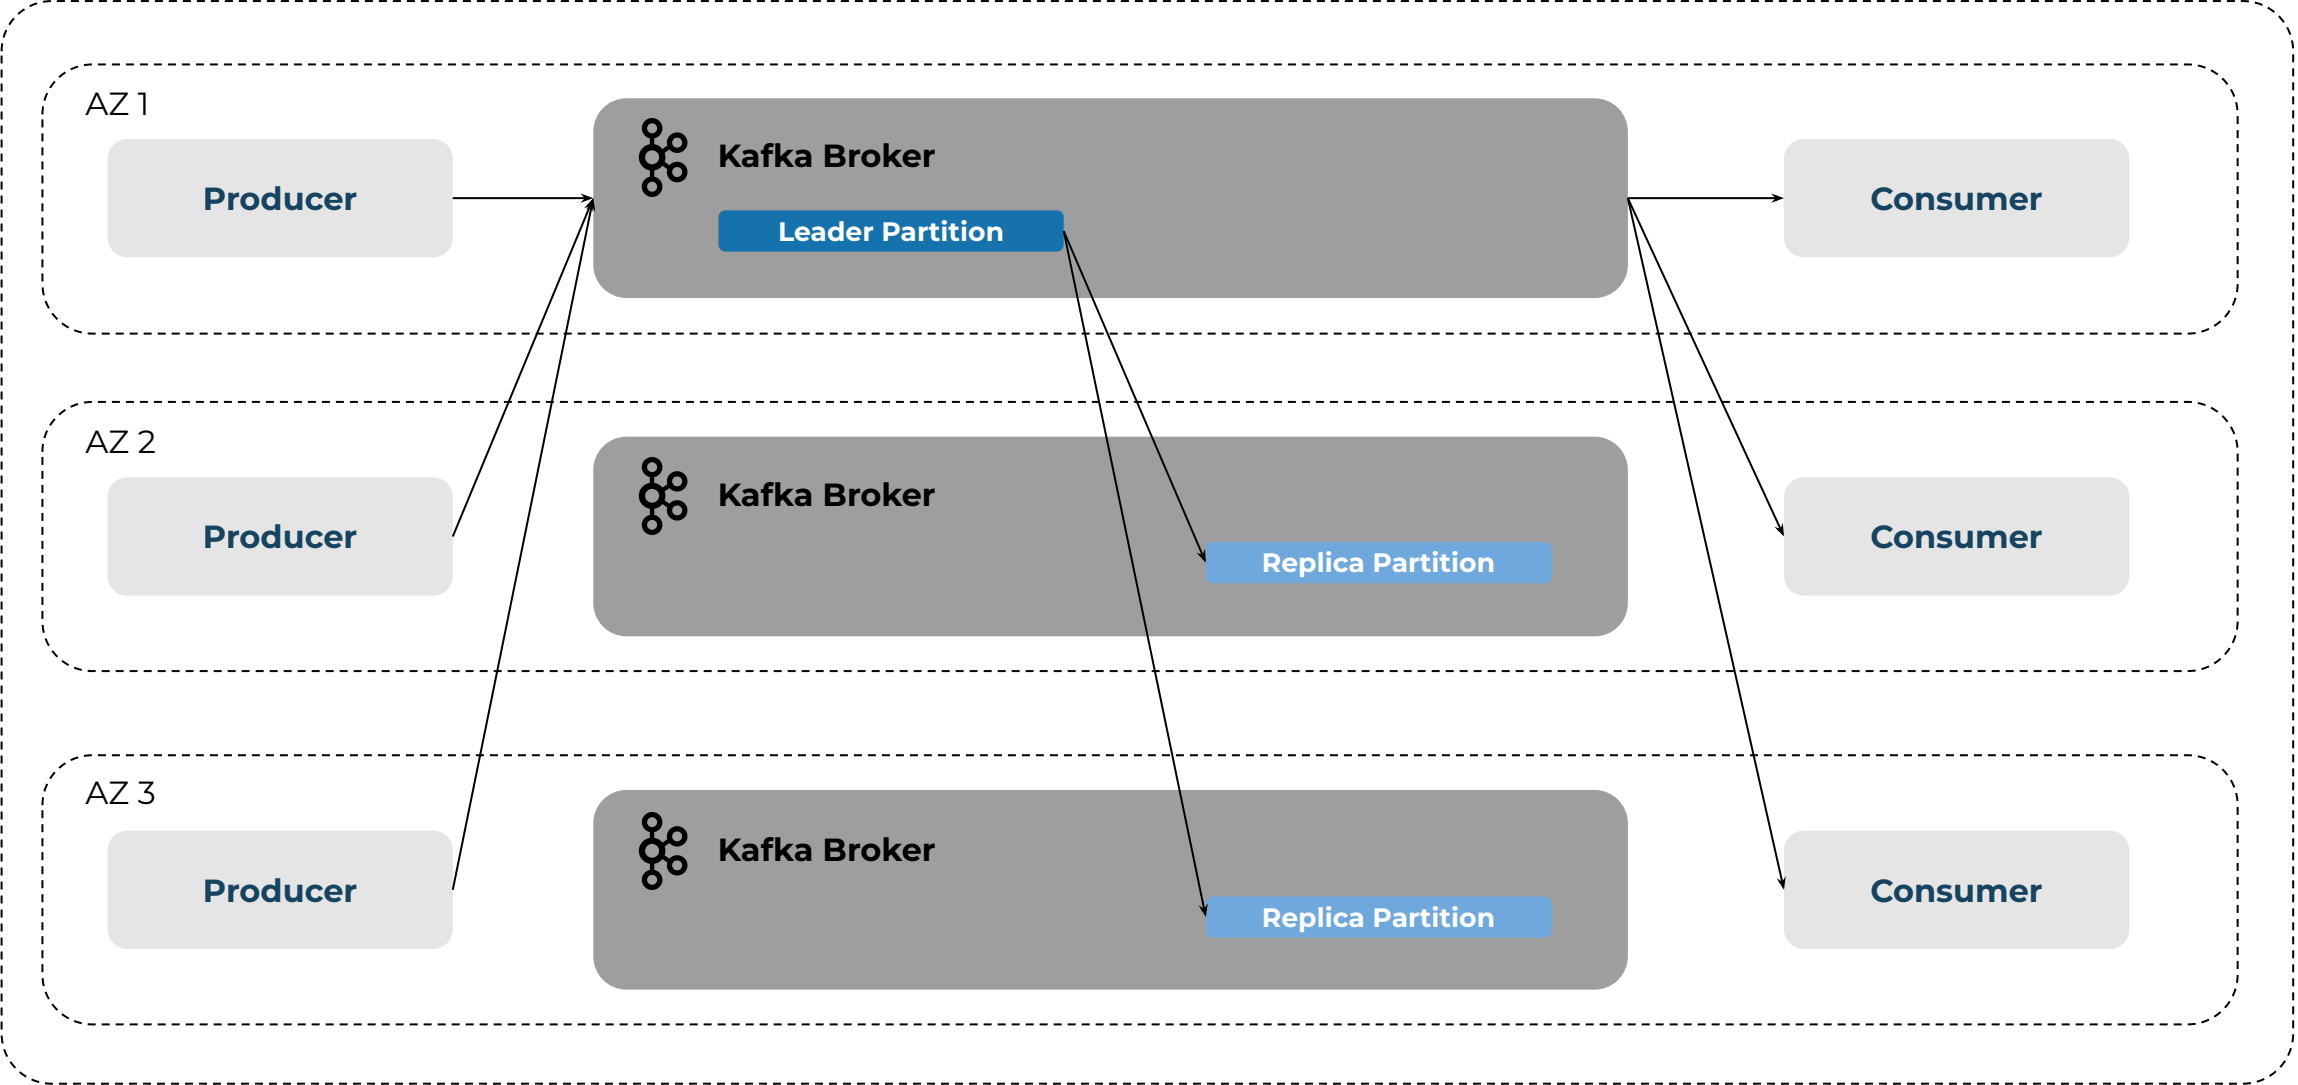 AZ 1
Producer
Kafka Broker
Leader Partition
Consumer
AZ 2
Producer
Kafka Broker
Replica Partition
Consumer
AZ 3
Producer
Kafka Broker
Replica Partition
Consumer